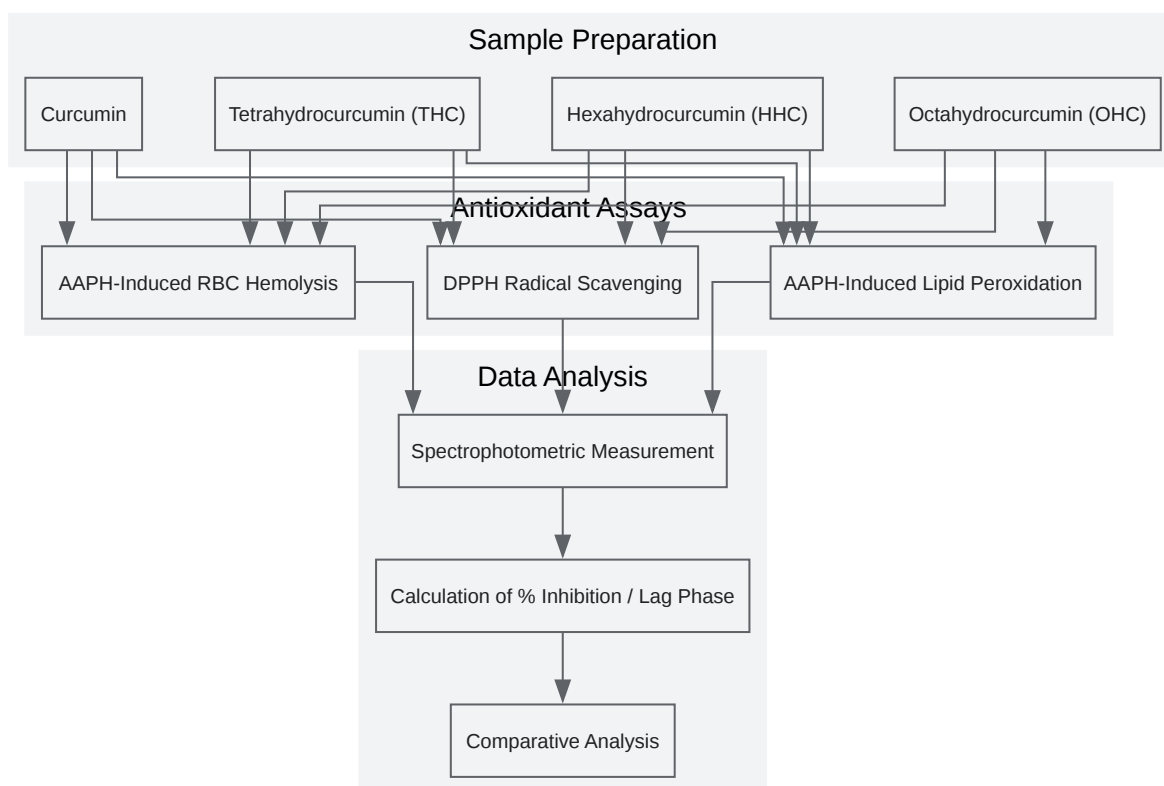 Sample Preparation
Curcumin
Tetrahydrocurcumin (THC)
Hexahydrocurcumin (HHC)
Octahydrocurcumin (OHC)
Antioxidant Assays
AAPH-Induced RBC Hemolysis
DPPH Radical Scavenging
AAPH-Induced Lipid Peroxidation
Data Analysis
Spectrophotometric Measurement
Calculation of % Inhibition / Lag Phase
Comparative Analysis